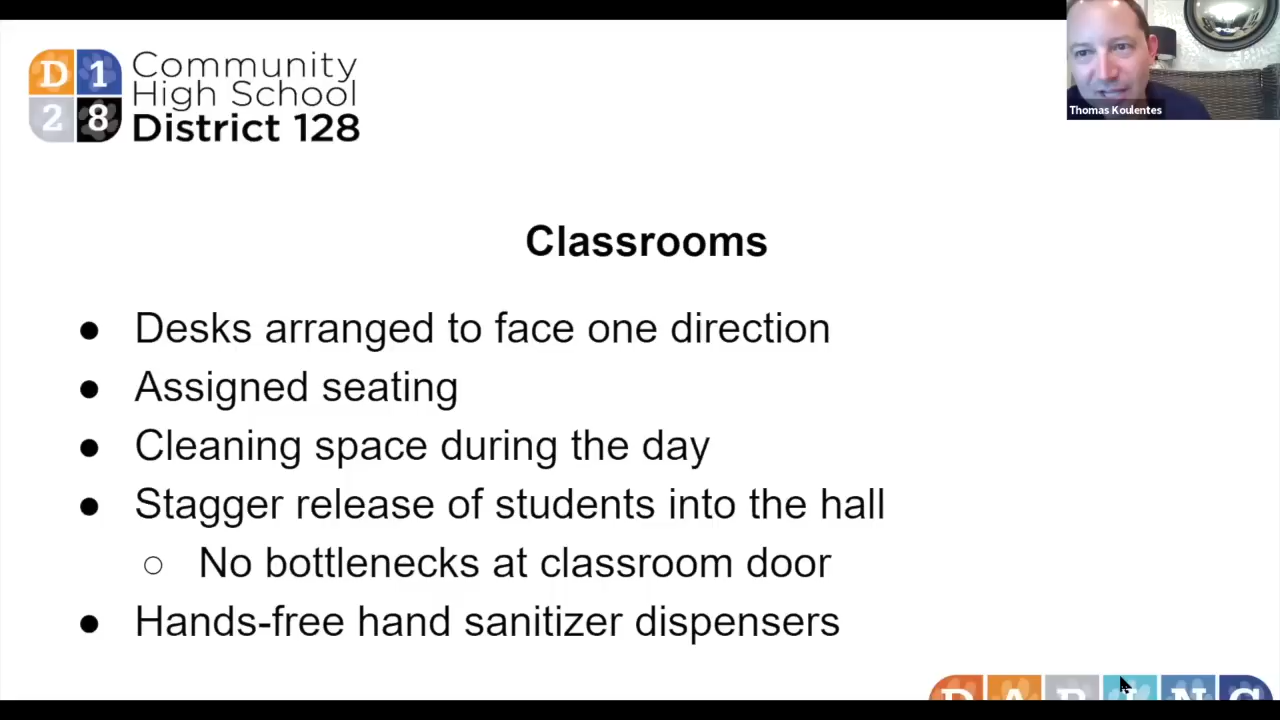 D 1
2 8
Community
High School
District 128
Thomas Koulentes
Classrooms
● Desks arranged to face one direction
● Assigned seating
● Cleaning space during the day
● Stagger release of students into the hall
○ No bottlenecks at classroom door
● Hands-free hand sanitizer dispensers
DARING